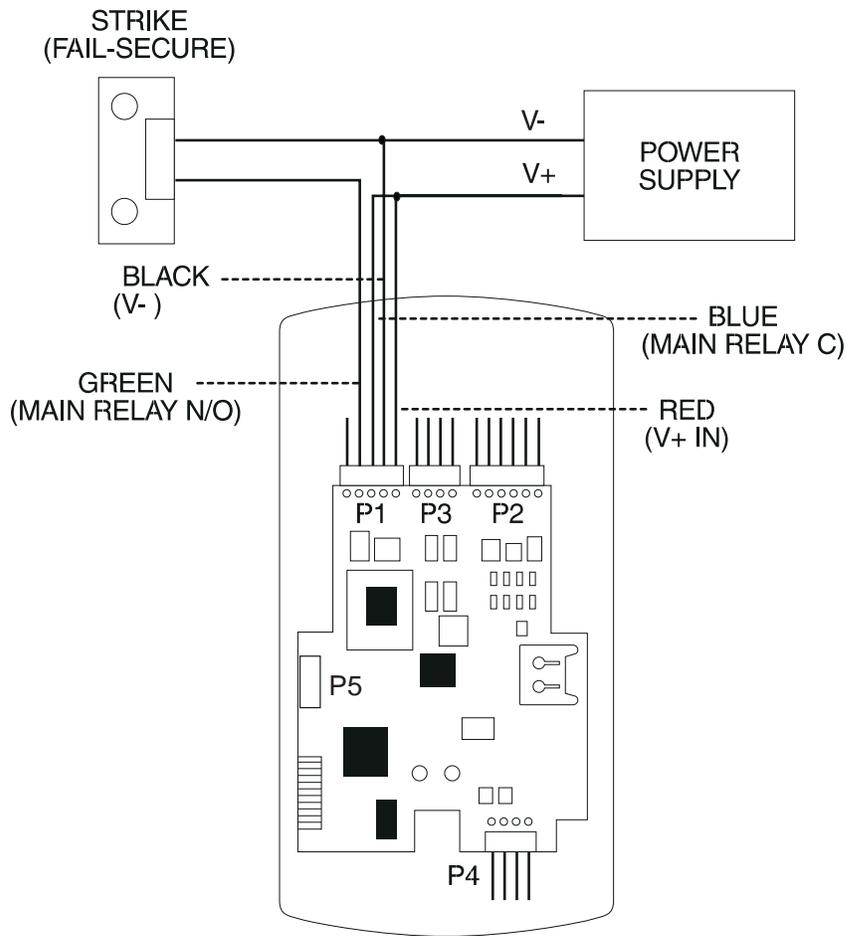 STRIKE
(FAIL-SECURE)
V-
V+
POWER
SUPPLY
BLACK
(V- )
BLUE
(MAIN RELAY C)
GREEN
(MAIN RELAY N/O)
RED
(V+ IN)
P1 P3 P2
P5
P4